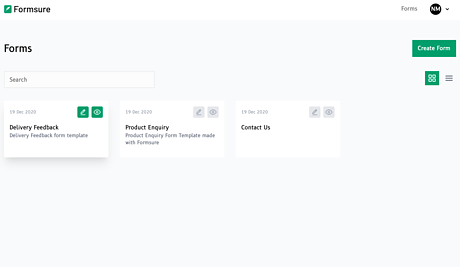 Formsure
Forms
NM
Forms
Create Form
Search
19 Dec 2020
Delivery Feedback
Delivery Feedback form template
19 Dec 2020
Product Enquiry
Product Enquiry Form Template made
with Formsure
19 Dec 2020
Contact Us